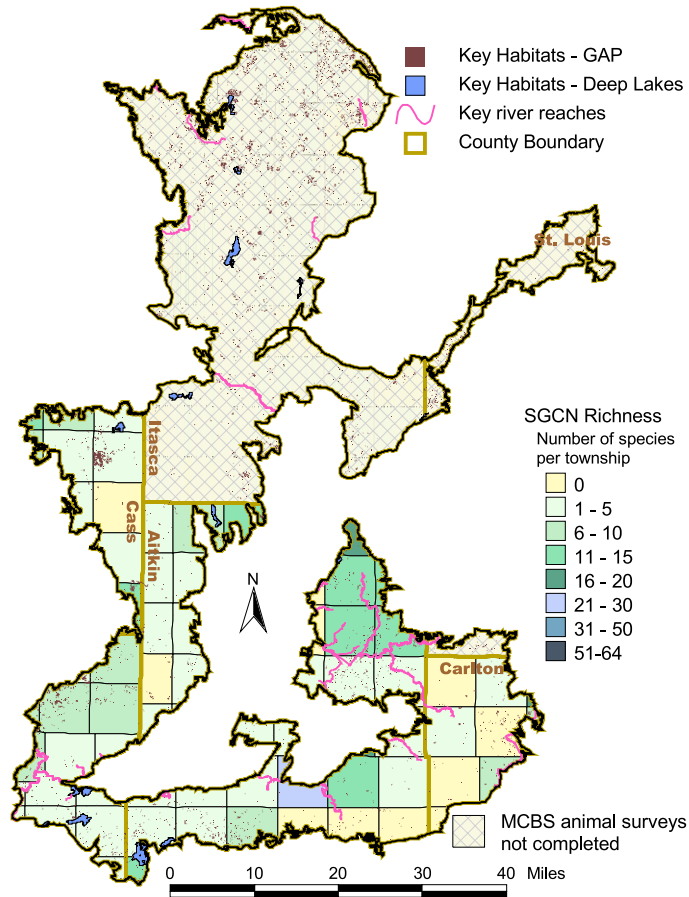 Key Habitats - GAP
Key Habitats - Deep Lakes
Key river reaches
County Boundary
St. Louis
SGCN Richness
Number of species
per township
0
1 - 5
6 - 10
11 - 15
16 - 20
21 - 30
31 - 50
51-64
Itasca
Cass
Aitkin
N
Carlton
MCBS animal surveys
not completed
0 10 20 30 40 Miles